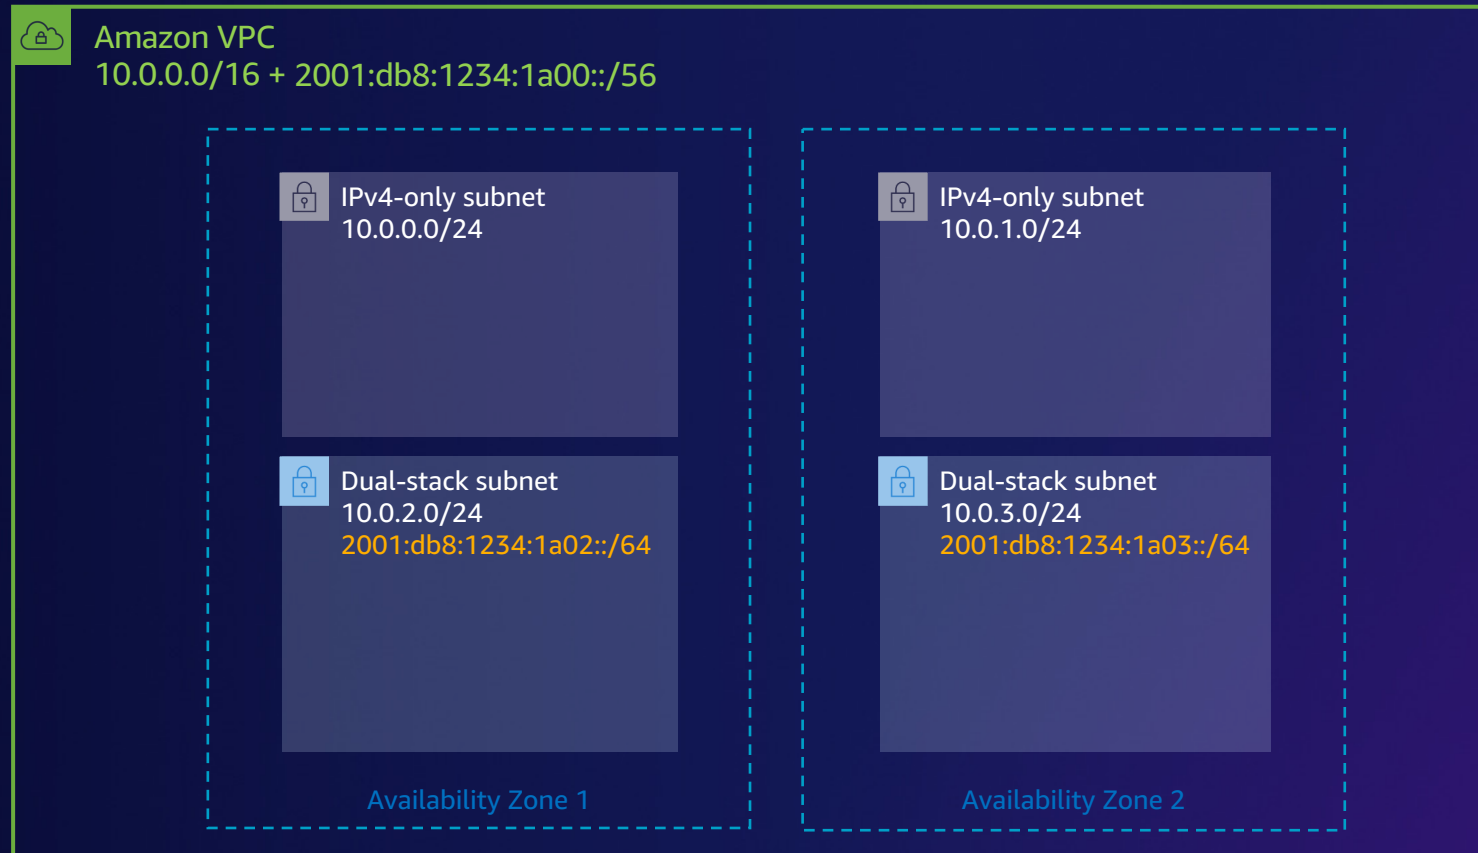 Amazon VPC
10.0.0.0/16 + 2001:db8:1234:1a00::/56
IPv4-only subnet
10.0.0.0/24
Dual-stack subnet
10.0.2.0/24
2001:db8:1234:1a02::/64
Availability Zone 1
IPv4-only subnet
10.0.1.0/24
Dual-stack subnet
10.0.3.0/24
2001:db8:1234:1a03::/64
Availability Zone 2